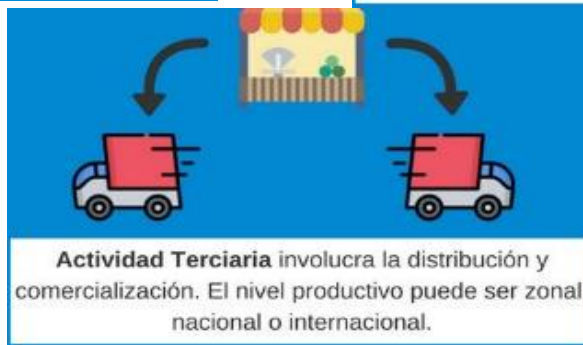 Actividad Terciaria involucra la distribución y
comercialización. El nivel productivo puede ser zonal
nacional o internacional.